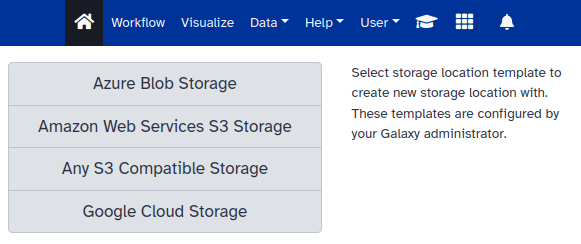 Workflow Visualize Data Help User
Azure Blob Storage
Amazon Web Services S3 Storage
Any S3 Compatible Storage
Google Cloud Storage
Select storage location template to
create new storage location with.
These templates are configured by
your Galaxy administrator.